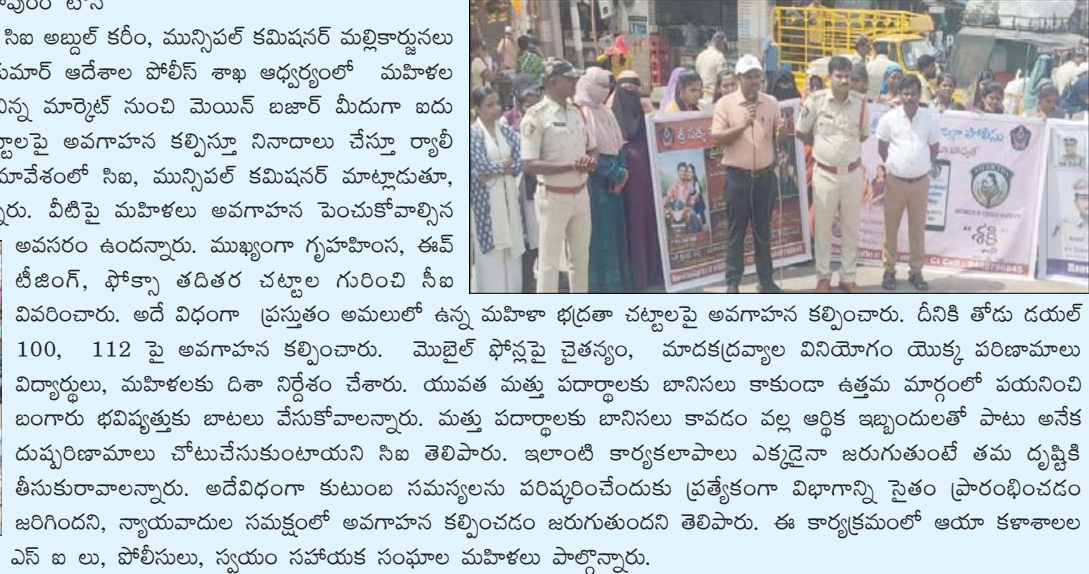 సిఐ అబ్దుల్ కరీం, మున్సిపల్ కమిషనర్ మల్లికార్జునలు
ఆదేశాల పోలీస్ శాఖ ఆధ్వర్యంలో మహిళల
మార్కెట్ నుంచి మెయిన్ బజార్ మీదుగా ఐదు
అవగాహన కల్పిస్తూ నినాదాలు చేస్తూ ర్యాలీ
సిఐ, మున్సిపల్ కమిషనర్ మాట్లాడుతూ,
వీటిపై మహిళలు అవగాహన పెంచుకోవాల్సిన
అవసరం ఉందన్నారు. ముఖ్యంగా గృహహింస, ఈవ్
టీజింగ్, ఫోక్సా తదితర చట్టాల గురించి సీఐ
వివరించారు. అదే విధంగా ప్రస్తుతం అమలులో ఉన్న మహిళా భద్రతా చట్టాలపై అవగాహన కల్పించారు. దీనికి తోడు డయల్
100, 112 పై అవగాహన కల్పించారు. మొబైల్ ఫోన్లపై చైతన్యం, మాదకద్రవ్యాల వినియోగం యొక్క పరిణామాలు
విద్యార్థులు, మహిళలకు దిశా నిర్దేశం చేశారు. యువత మత్తు పదార్థాలకు బానిసలు కాకుండా ఉత్తమ మార్గంలో పయనించి
బంగారు భవిష్యత్తుకు బాటలు వేసుకోవాలన్నారు. మత్తు పదార్థాలకు బానిసలు కావడం వల్ల ఆర్థిక ఇబ్బందులతో పాటు అనేక
దుష్పరిణామాలు చోటుచేసుకుంటాయని సిఐ తెలిపారు. ఇలాంటి కార్యకలాపాలు ఎక్కడైనా జరుగుతుంటే తమ దృష్టికి
తీసుకురావాలన్నారు. అదేవిధంగా కుటుంబ సమస్యలను పరిష్కరించేందుకు ప్రత్యేకంగా విభాగాన్ని సైతం ప్రారంభించడం
జరిగిందని, న్యాయవాదుల సమక్షంలో అవగాహన కల్పించడం జరుగుతుందని తెలిపారు. ఈ కార్యక్రమంలో ఆయా కళాశాలల
ఎస్ ఐ లు, పోలీసులు, స్వయం సహాయక సంఘాల మహిళలు పాల్గొన్నారు.
పోలీసు
"శక్తి"